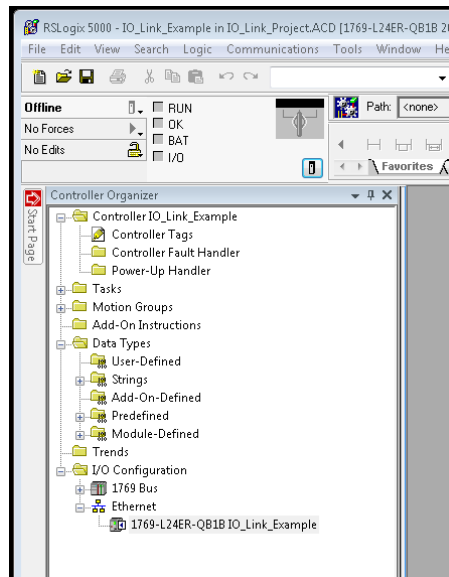 RSLogix 5000 - IO_Link_Example in IO_Link_Project.ACD [1769-L24ER-QB1B 2
File Edit View Search Logic Communications Tools Window He
Offline
RUN
Path: <none>
No Forces
OK
BAT
No Edits
I/O
Favorites
Start Page
Controller Organizer
Controller IO_Link_Example
Controller Tags
Controller Fault Handler
Power-Up Handler
Tasks
Motion Groups
Add-On Instructions
Data Types
User-Defined
Strings
Add-On-Defined
Predefined
Module-Defined
Trends
I/O Configuration
1769 Bus
Ethernet
1769-L24ER-QB1B IO_Link_Example